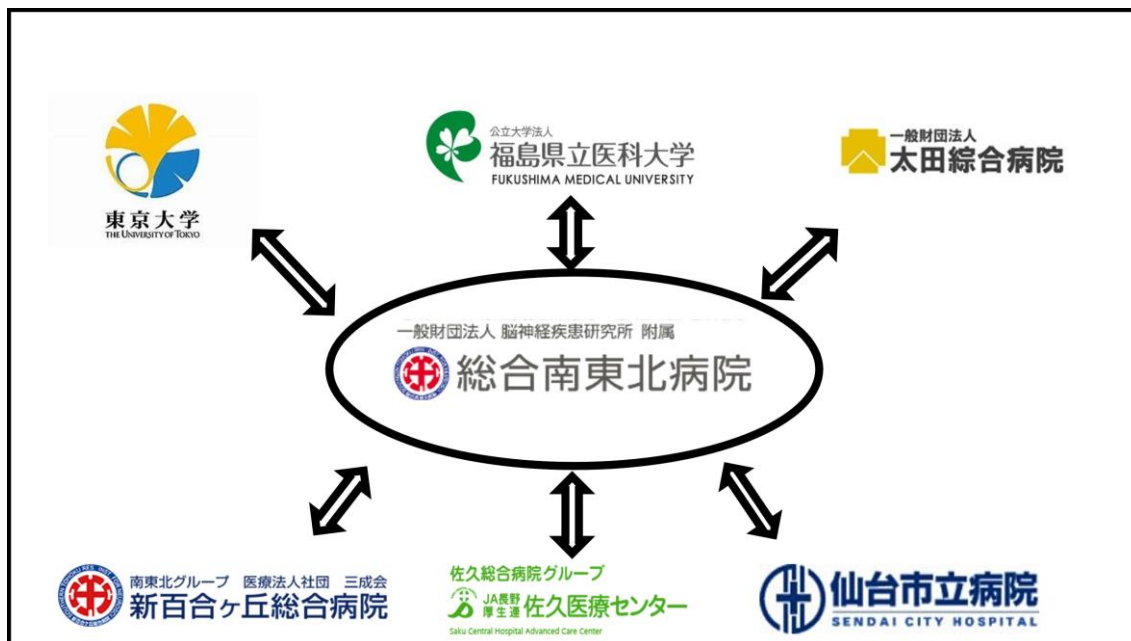 東京大学
THE UNIVERSITY OF TOKYO
公立大学法人
福島県立医科大学
FUKUSHIMA MEDICAL UNIVERSITY
一般財団法人
太田綜合病院
一般財団法人 脳神経疾患研究所 附属
総合南東北病院
南東北グループ 医療法人社団 三成会
新百合ヶ丘総合病院
佐久総合病院グループ
JA長野
厚生連 佐久医療センター
Saku Central Hospital Advanced Care Center
仙台市立病院
SENDAI CITY HOSPITAL